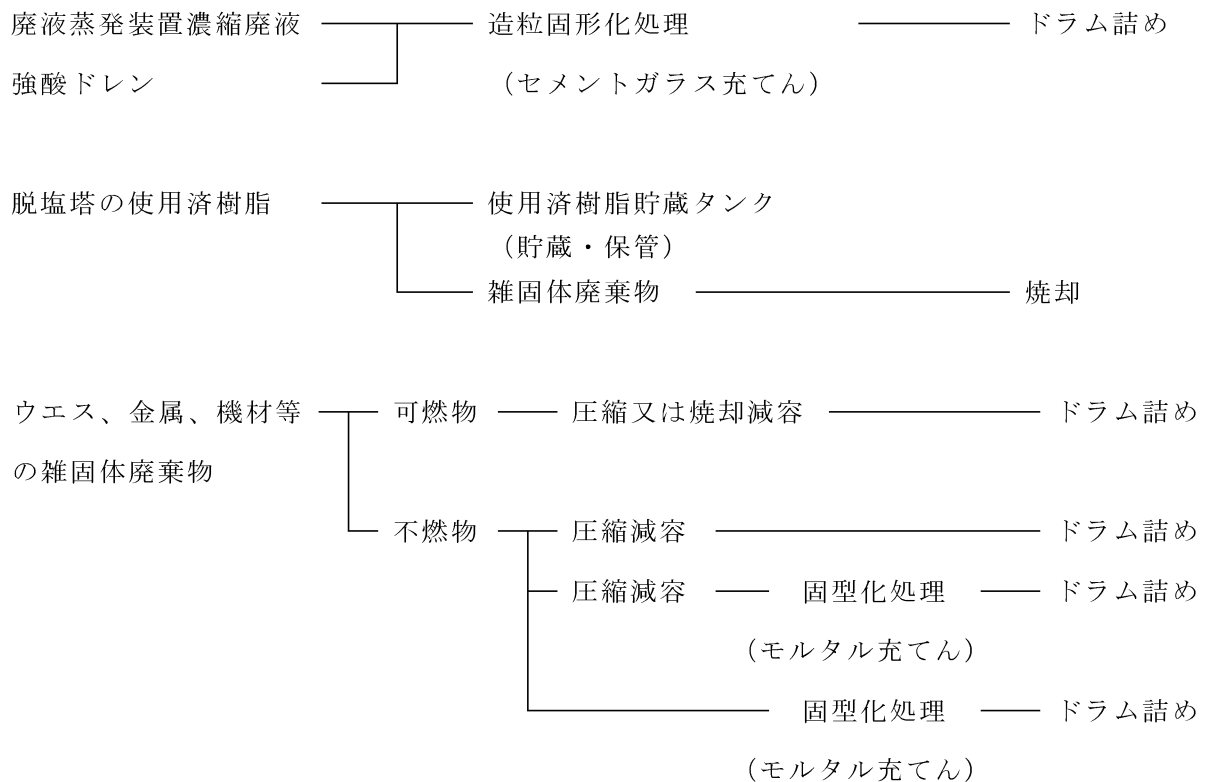 廃液蒸発装置濃縮廃液 造粒固形化処理 ドラム詰め
強酸ドレン （セメントガラス充てん）
脱塩塔の使用済樹脂 使用済樹脂貯蔵タンク
（貯蔵・保管）
雑固体廃棄物 焼却
ウエス、金属、機材等 可燃物 圧縮又は焼却減容 ドラム詰め
の雑固体廃棄物
不燃物 圧縮減容 ドラム詰め
圧縮減容 固型化処理 ドラム詰め
（モルタル充てん）
固型化処理 ドラム詰め
（モルタル充てん）